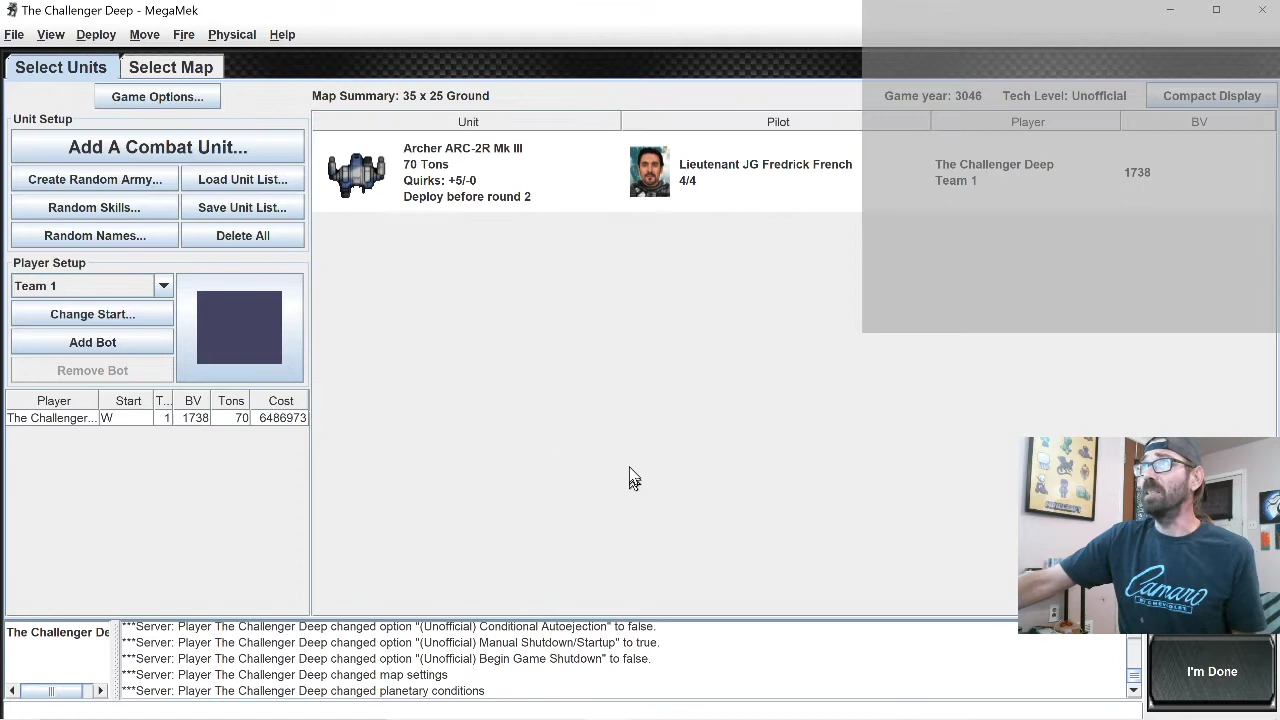 The Challenger Deep - MegaMek
File View Deploy Move Fire Physical Help
Select Units Select Map
Game Options...
Map Summary: 35 x 25 Ground
Game year: 3046 Tech Level: Unofficial Compact Display
Unit Setup
Add A Combat Unit...
Create Random Army... Load Unit List...
Random Skills... Save Unit List...
Random Names... Delete All
Player Setup
Team 1
Change Start...
Add Bot
Remove Bot
Player Start T... BV Tons Cost
The Challenger... W 1 1738 70 6486973
Unit Pilot Player BV
Archer ARC-2R Mk III
70 Tons
Quirks: +5/-0
Deploy before round 2
Lieutenant JG Fredrick French
4/4
The Challenger Deep
Team 1
1738
Camaro
BY CHEVROLET
The Challenger De
***Server: Player The Challenger Deep changed option "(Unofficial) Conditional Autoejection" to false.
***Server: Player The Challenger Deep changed option "(Unofficial) Manual Shutdown/Startup" to true.
***Server: Player The Challenger Deep changed option "(Unofficial) Begin Game Shutdown" to false.
***Server: Player The Challenger Deep changed map settings
***Server: Player The Challenger Deep changed planetary conditions
I'm Done